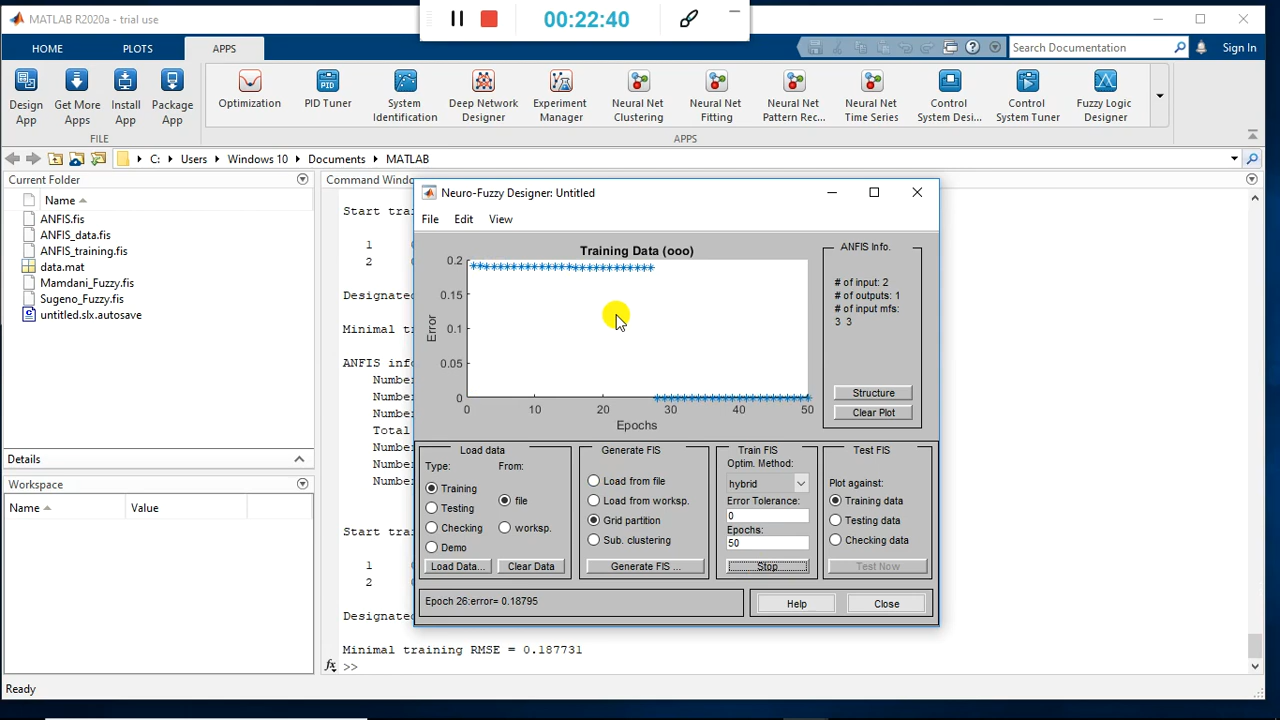 MATLAB R2020a - trial use
00:22:40
HOME
PLOTS
APPS
Search Documentation
Sign In
Design App
Get More Apps
Install App
Package App
Optimization
PID Tuner
System Identification
Deep Network Designer
Experiment Manager
Neural Net Clustering
Neural Net Fitting
Neural Net Pattern Rec...
Neural Net Time Series
Control System Desi...
Control System Tuner
Fuzzy Logic Designer
FILE
APPS
C:
Users
Windows 10
Documents
MATLAB
Current Folder
Name
ANFIS.fis
ANFIS_data.fis
ANFIS_training.fis
data.mat
Mamdani_Fuzzy.fis
Sugeno_Fuzzy.fis
untitled.slx.autosave
Details
Workspace
Name
Value
Ready
Command Windo
Start trai
1
2
Designated
Minimal tr
ANFIS info
Number
Number
Number
Total
Number
Number
Number
Start trai
1
2
Designated
Minimal training RMSE = 0.187731
fx >>
Neuro-Fuzzy Designer: Untitled
File
Edit
View
Training Data (ooo)
0.2
0.15
0.1
0.05
0
Error
0
10
20
30
40
50
Epochs
ANFIS Info.
# of input: 2
# of outputs: 1
# of input mfs:
3 3
Structure
Clear Plot
Load data
Type:
From:
Training
Testing
Checking
Demo
file
worksp.
Load Data...
Clear Data
Generate FIS
Load from file
Load from worksp.
Grid partition
Sub. clustering
Generate FIS ...
Train FIS
Optim. Method:
hybrid
Error Tolerance:
0
Epochs:
50
Stop
Test FIS
Plot against:
Training data
Testing data
Checking data
Test Now
Epoch 26:error= 0.18795
Help
Close